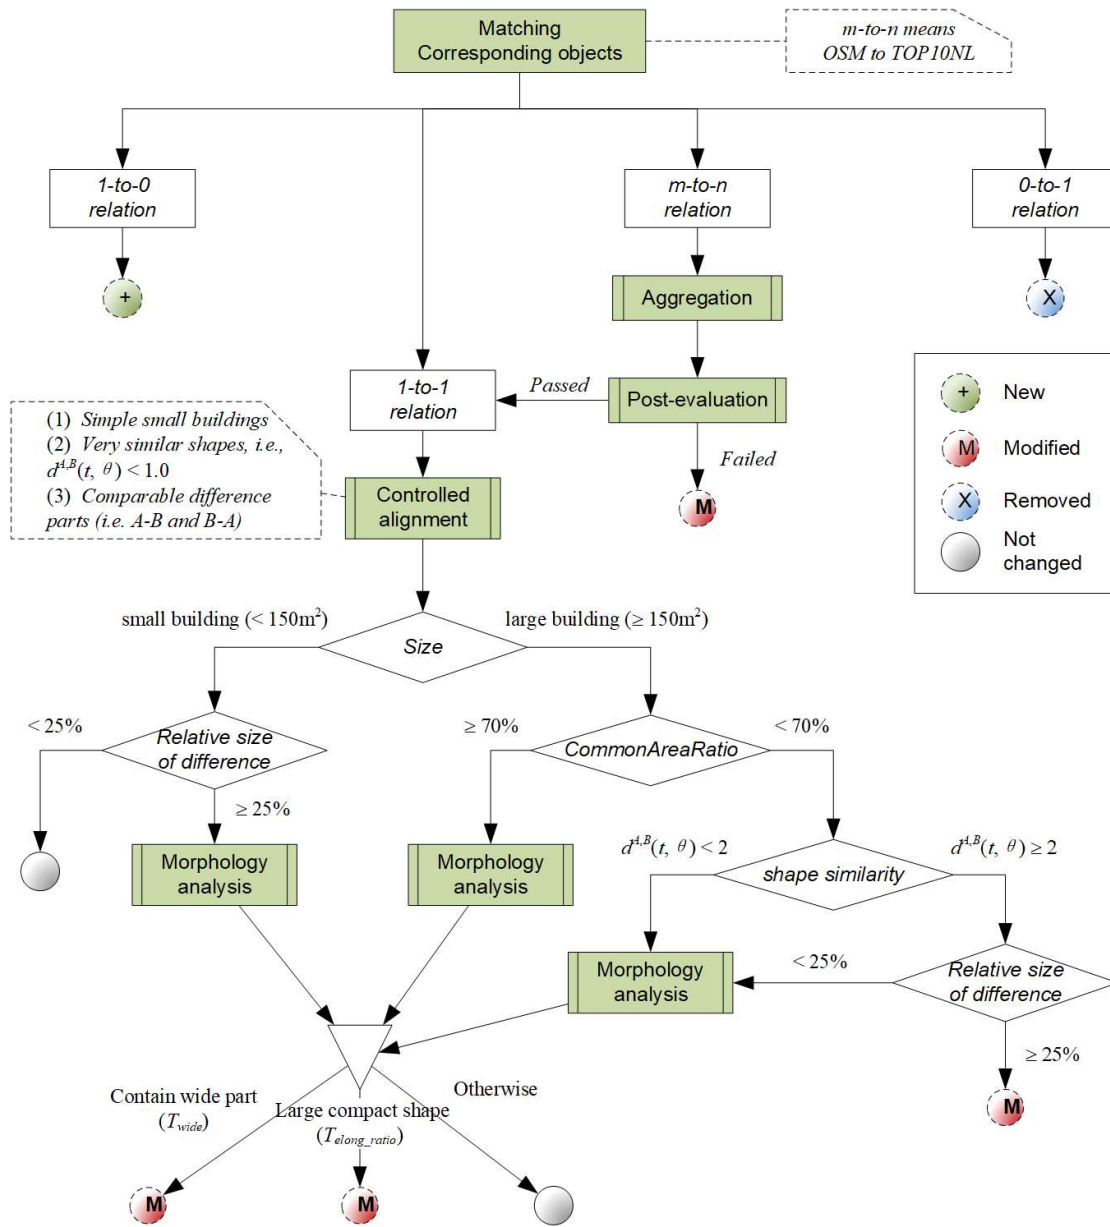 Matching
Corresponding objects
m-to-n means
OSM to TOP10NL
1-to-0
relation
m-to-n
relation
0-to-1
relation
+
Aggregation
X
1-to-1
relation
Passed
Post-evaluation
Failed
M
(1) Simple small buildings
(2) Very similar shapes, i.e.,
d^{A,B}(t, θ) < 1.0
(3) Comparable difference
parts (i.e. A-B and B-A)
Controlled
alignment
+ New
M Modified
X Removed
Not
changed
small building (< 150m²)
large building (≥ 150m²)
Size
< 25%
Relative size
of difference
≥ 25%
≥ 70%
CommonAreaRatio
< 70%
Morphology
analysis
Morphology
analysis
d^{A,B}(t, θ) < 2
shape similarity
d^{A,B}(t, θ) ≥ 2
Morphology
analysis
< 25%
Relative size
of difference
≥ 25%
M
Contain wide part
(T_{wide})
Large compact shape
(T_{elong_ratio})
Otherwise
M
M